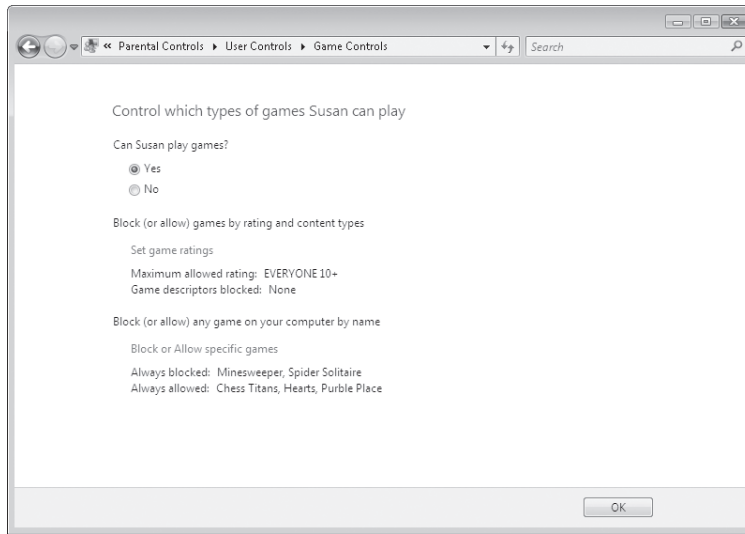 « Parental Controls ▸ User Controls ▸ Game Controls
Search
Control which types of games Susan can play
Can Susan play games?
Yes
No
Block (or allow) games by rating and content types
Set game ratings
Maximum allowed rating: EVERYONE 10+
Game descriptors blocked: None
Block (or allow) any game on your computer by name
Block or Allow specific games
Always blocked: Minesweeper, Spider Solitaire
Always allowed: Chess Titans, Hearts, Purble Place
OK